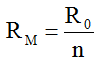 R_M = R_0 / n